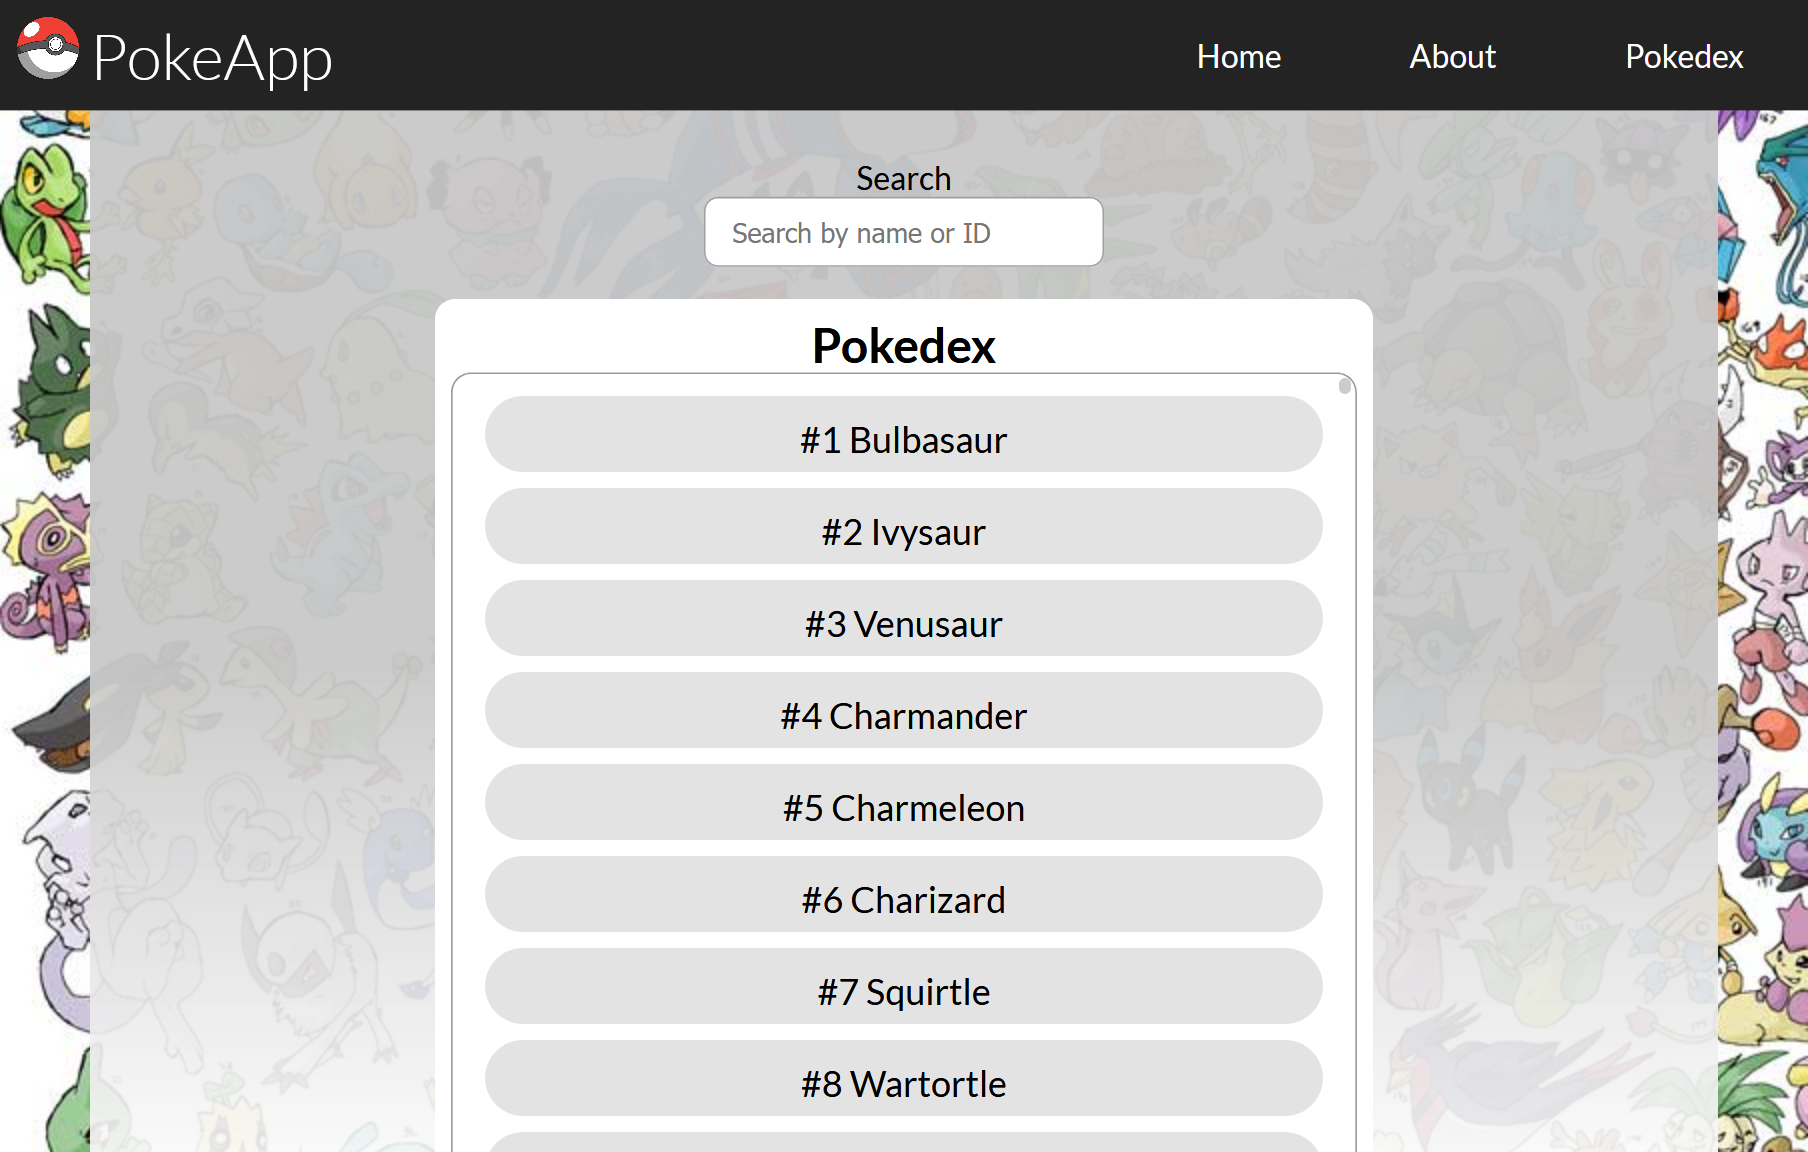 PokeApp
Home About Pokedex
Search
Search by name or ID
Pokedex
#1 Bulbasaur
#2 Ivysaur
#3 Venusaur
#4 Charmander
#5 Charmeleon
#6 Charizard
#7 Squirtle
#8 Wartortle